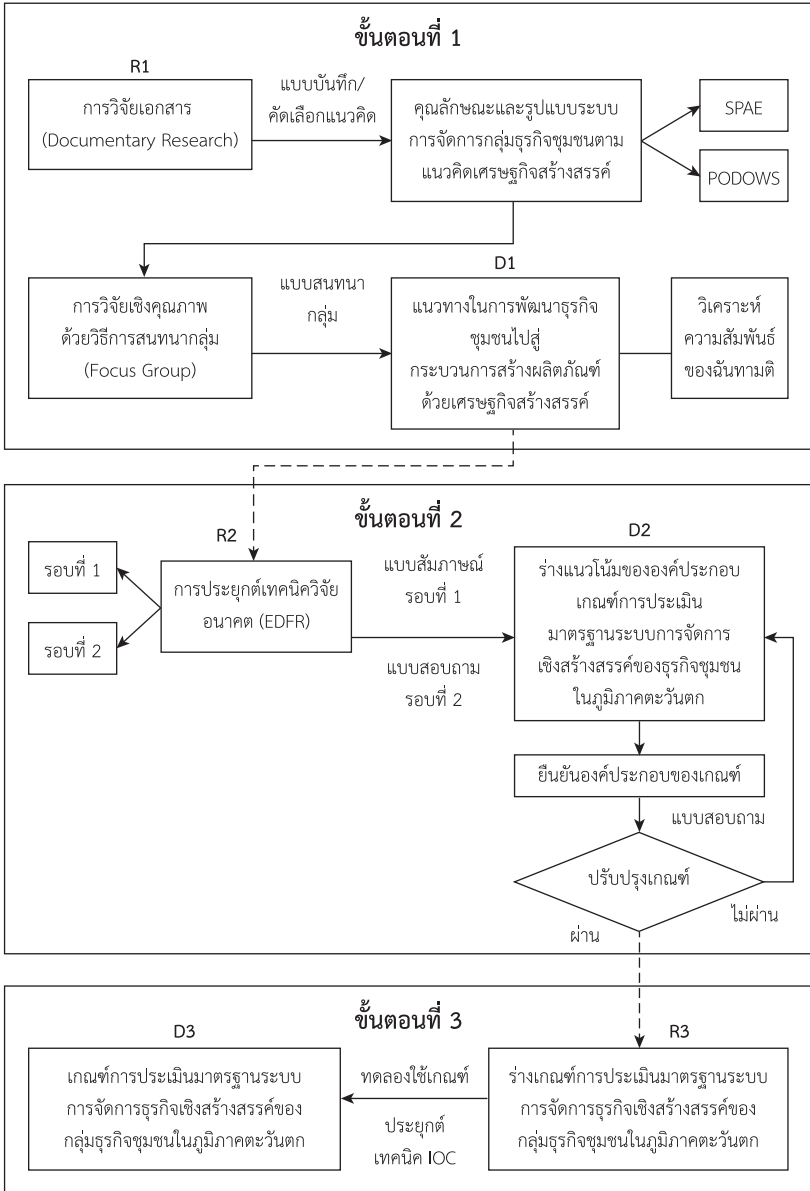 ขั้นตอนที่ 1
R1
การวิจัยเอกสาร
(Documentary Research)
แบบบันทึก/
คัดเลือกแนวคิด
คุณลักษณะและรูปแบบระบบ
การจัดการกลุ่มธุรกิจชุมชนตาม
แนวคิดเศรษฐกิจสร้างสรรค์
SPAE
PODOWS
การวิจัยเชิงคุณภาพ
ด้วยวิธีการสนทนากลุ่ม
(Focus Group)
แบบสนทนา
กลุ่ม
D1
แนวทางในการพัฒนาธุรกิจ
ชุมชนไปสู่
กระบวนการสร้างผลิตภัณฑ์
ด้วยเศรษฐกิจสร้างสรรค์
วิเคราะห์
ความสัมพันธ์
ของฉันทามติ
ขั้นตอนที่ 2
R2
รอบที่ 1
รอบที่ 2
การประยุกต์เทคนิควิจัย
อนาคต (EDFR)
แบบสัมภาษณ์
รอบที่ 1
แบบสอบถาม
รอบที่ 2
D2
ร่างแนวโน้มขององค์ประกอบ
เกณฑ์การประเมิน
มาตรฐานระบบการจัดการ
เชิงสร้างสรรค์ของธุรกิจชุมชน
ในภูมิภาคตะวันตก
ยืนยันองค์ประกอบของเกณฑ์
แบบสอบถาม
ปรับปรุงเกณฑ์
ไม่ผ่าน
ผ่าน
ขั้นตอนที่ 3
D3
เกณฑ์การประเมินมาตรฐานระบบ
การจัดการธุรกิจเชิงสร้างสรรค์ของ
กลุ่มธุรกิจชุมชนในภูมิภาคตะวันตก
ทดลองใช้เกณฑ์
ประยุกต์
เทคนิค IOC
R3
ร่างเกณฑ์การประเมินมาตรฐานระบบ
การจัดการธุรกิจเชิงสร้างสรรค์ของ
กลุ่มธุรกิจชุมชนในภูมิภาคตะวันตก